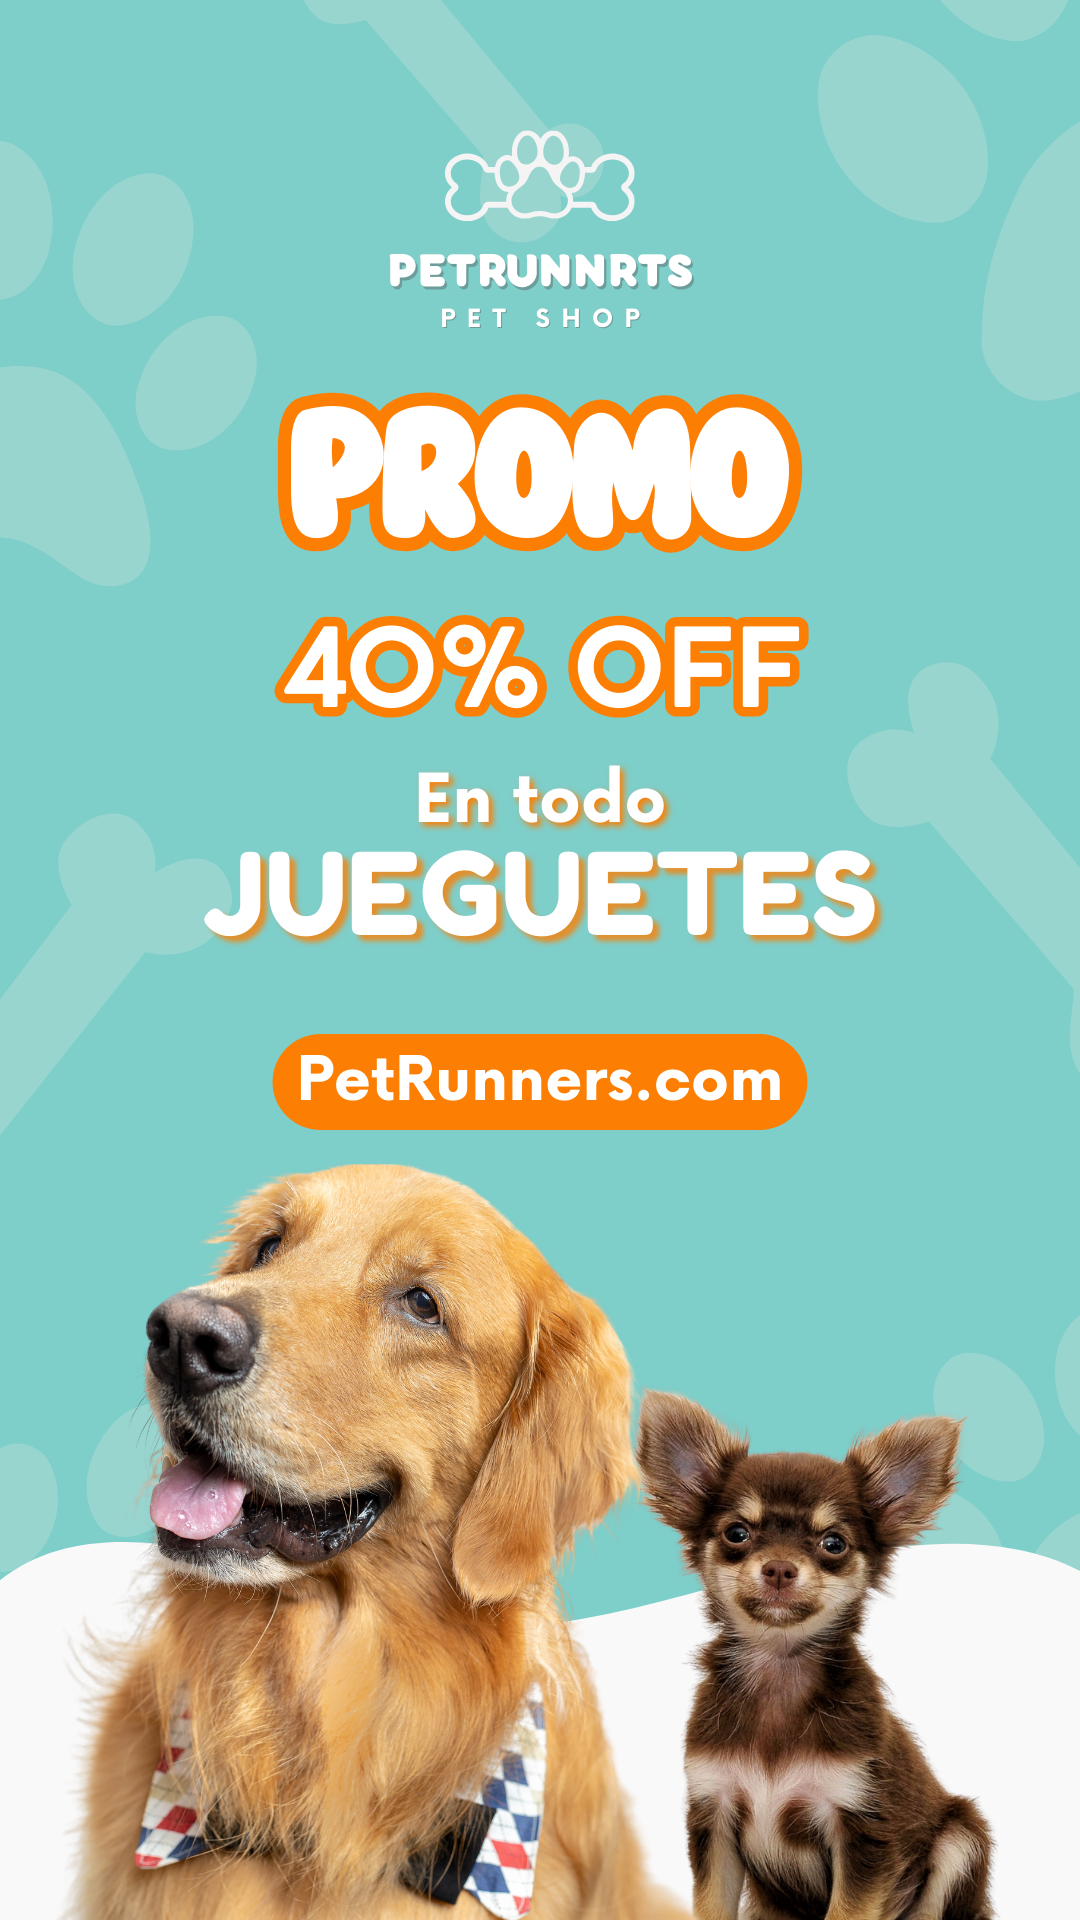 PETRUNNRTS
PET SHOP
PROMO
40% OFF
En todo
JUEGUETES
PetRunners.com